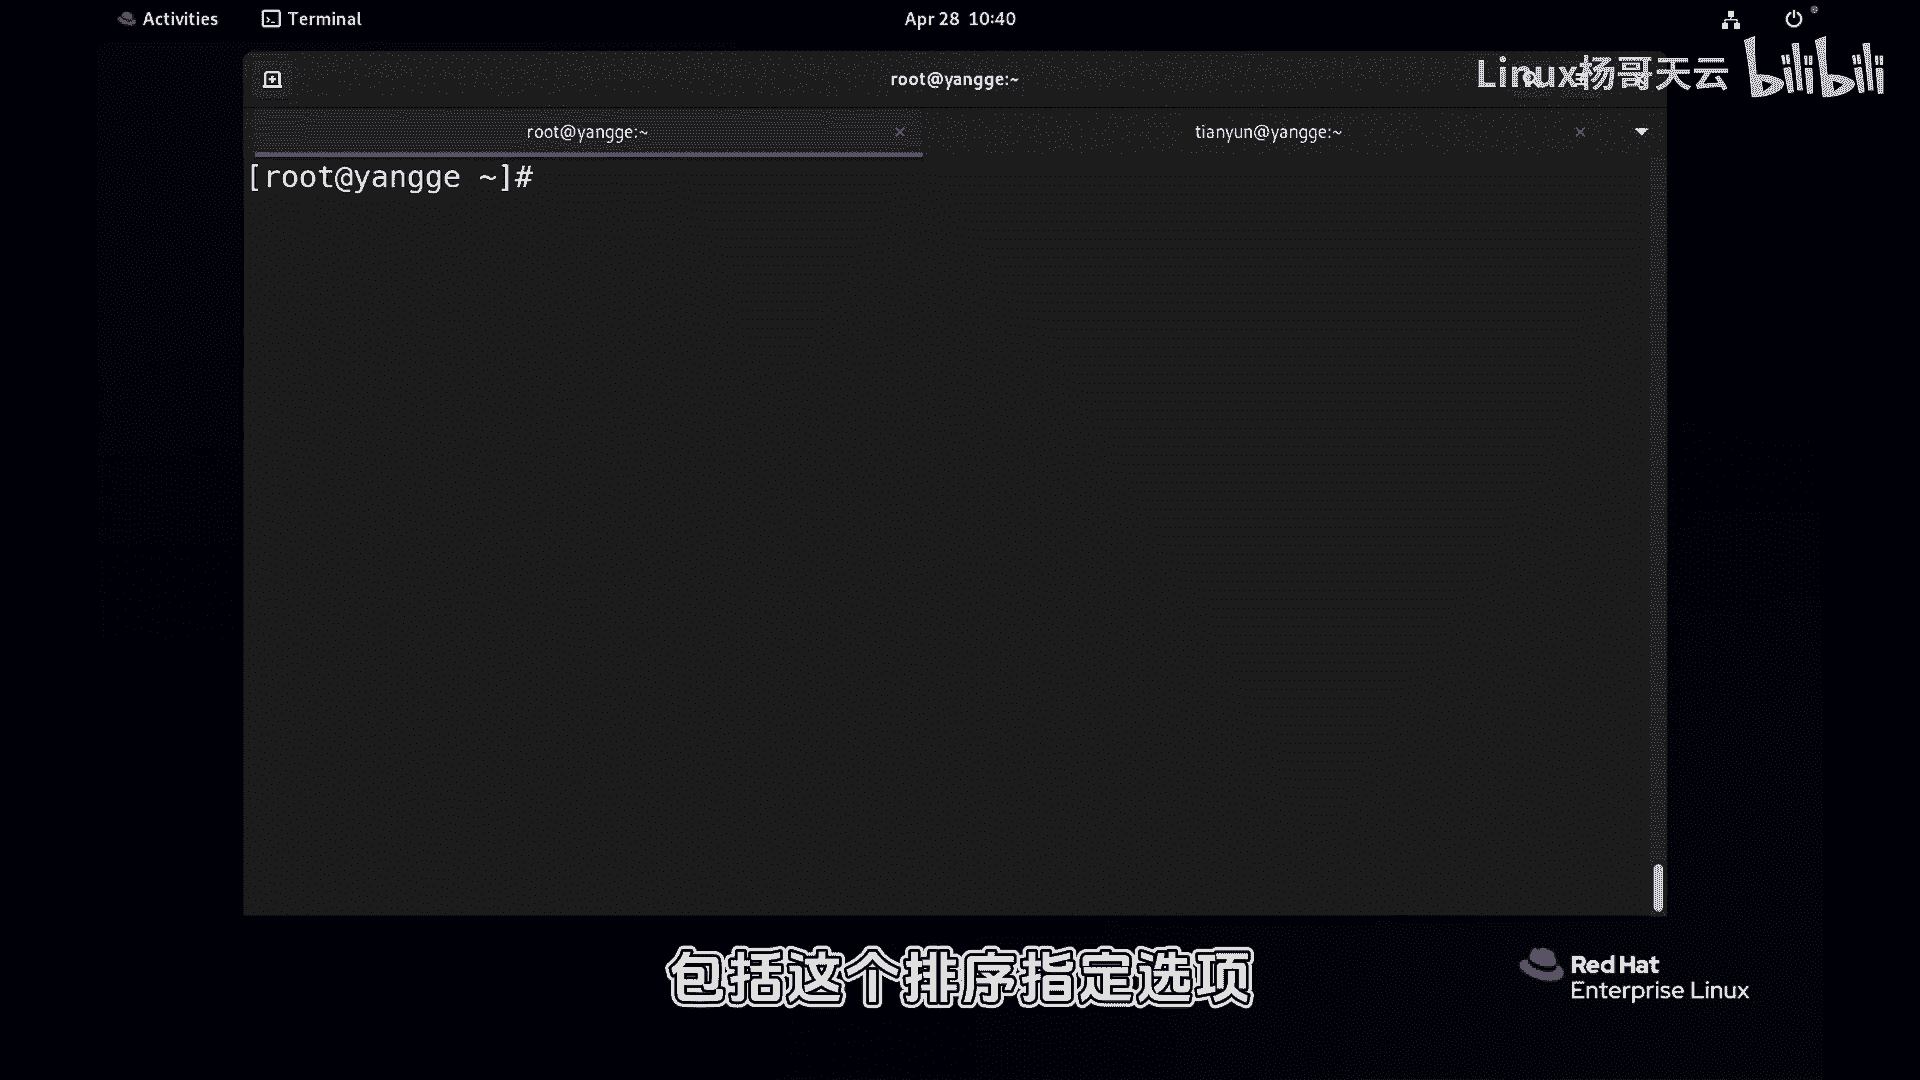 Activities
Terminal
Apr 28 10:40
root@yangge:~
Linux杨哥天云 bilibili
root@yangge:~
tianyun@yangge:~
[root@yangge ~]#
包括这个排序指定选项
Red Hat
Enterprise Linux